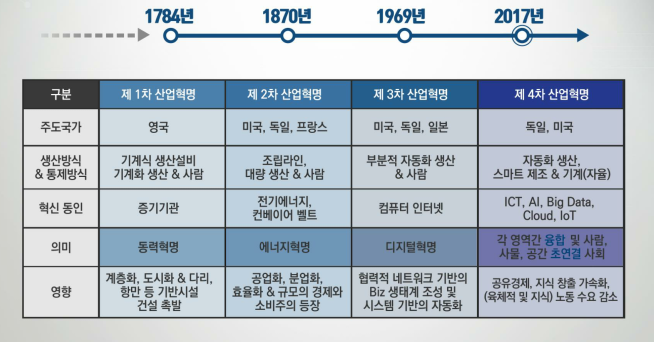 1784년 1870년 1969년 2017년
구분 제 1차 산업혁명 제 2차 산업혁명 제 3차 산업혁명 제 4차 산업혁명
주도국가 영국 미국, 독일, 프랑스 미국, 독일, 일본 독일, 미국
생산방식 기계식 생산설비 조립라인, 부분적 자동화 생산 자동화 생산,
& 통제방식 기계화 생산 & 사람 대량 생산 & 사람 & 사람 스마트 제조 & 기계(자율)
혁신 동인 증기기관 전기에너지, 컴퓨터 인터넷 ICT, AI, Big Data,
컨베이어 벨트 Cloud, IoT
의미 동력혁명 에너지혁명 디지털혁명 각 영역간 융합 및 사람,
사물, 공간 초연결 사회
계층화, 도시화 & 다리, 공업화, 분업화, 협력적 네트워크 기반의
영향 항만 등 기반시설 효율화 & 규모의 경제와 Biz 생태계 조성 및 공유경제, 지식 창출 가속화,
건설 촉발 소비주의 등장 시스템 기반의 자동화 (육체적 및 지식) 노동 수요 감소